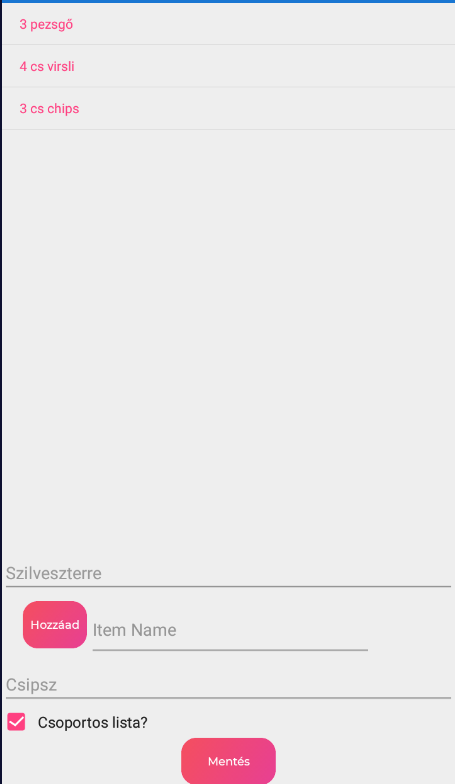 3 pezsgő
4 cs virsli
3 cs chips
Szilveszterre
Hozzáad
Item Name
Csipsz
Csoportos lista?
Mentés